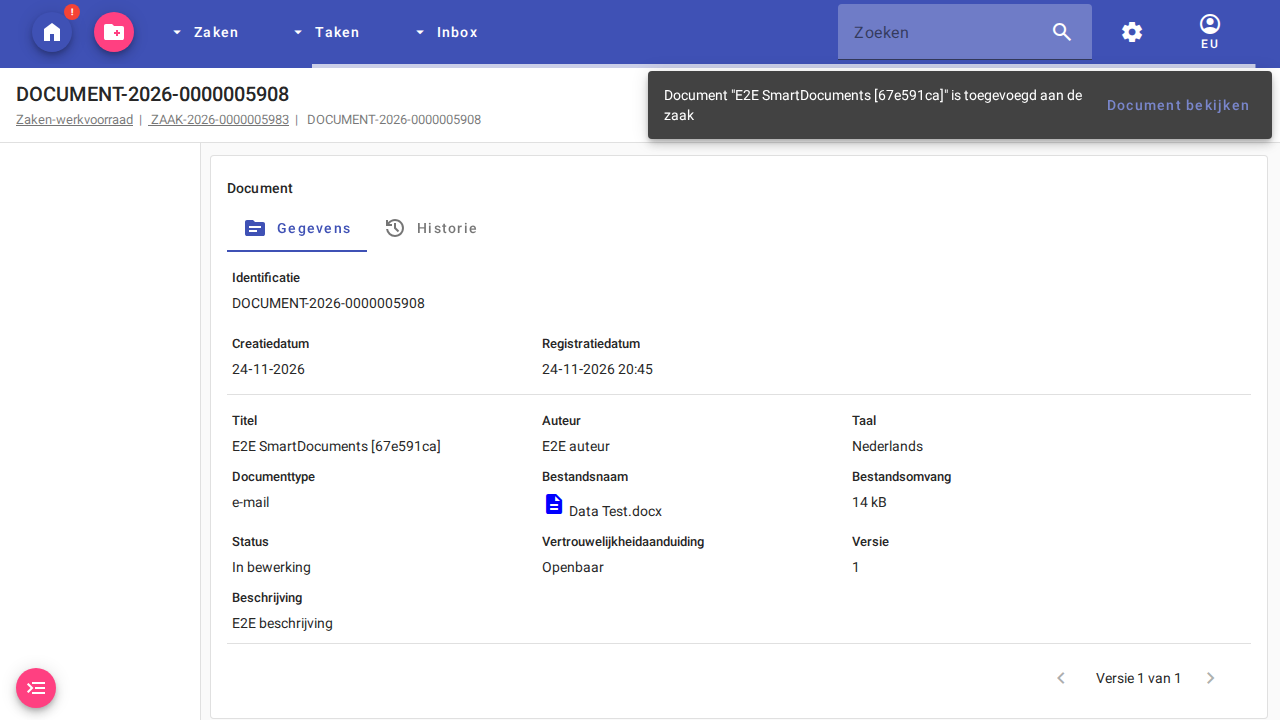 !
Zaken
Taken
Inbox
Zoeken
EU
DOCUMENT-2026-0000005908
Zaken-werkvoorraad | ZAAK-2026-0000005983 | DOCUMENT-2026-0000005908
Document "E2E SmartDocuments [67e591ca]" is toegevoegd aan de
zaak
Document bekijken
Document
Gegevens
Historie
Identificatie
DOCUMENT-2026-0000005908
Creatiedatum
24-11-2026
Registratiedatum
24-11-2026 20:45
Titel
E2E SmartDocuments [67e591ca]
Auteur
E2E auteur
Taal
Nederlands
Documenttype
e-mail
Bestandsnaam
Data Test.docx
Bestandsomvang
14 kB
Status
In bewerking
Vertrouwelijkheidaanduiding
Openbaar
Versie
1
Beschrijving
E2E beschrijving
Versie 1 van 1